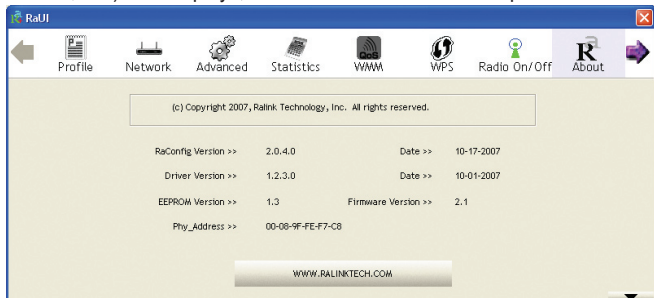 RaUI
Profile Network Advanced Statistics QoS WMM WPS Radio On/Off R a About
(c) Copyright 2007, Ralink Technology, Inc. All rights reserved.
RaConfig Version >> 2.0.4.0 Date >> 10-17-2007
Driver Version >> 1.2.3.0 Date >> 10-01-2007
EEPROM Version >> 1.3 Firmware Version >> 2.1
Phy_Address >> 00-08-9F-FE-F7-C8
WWW.RALINKTECH.COM